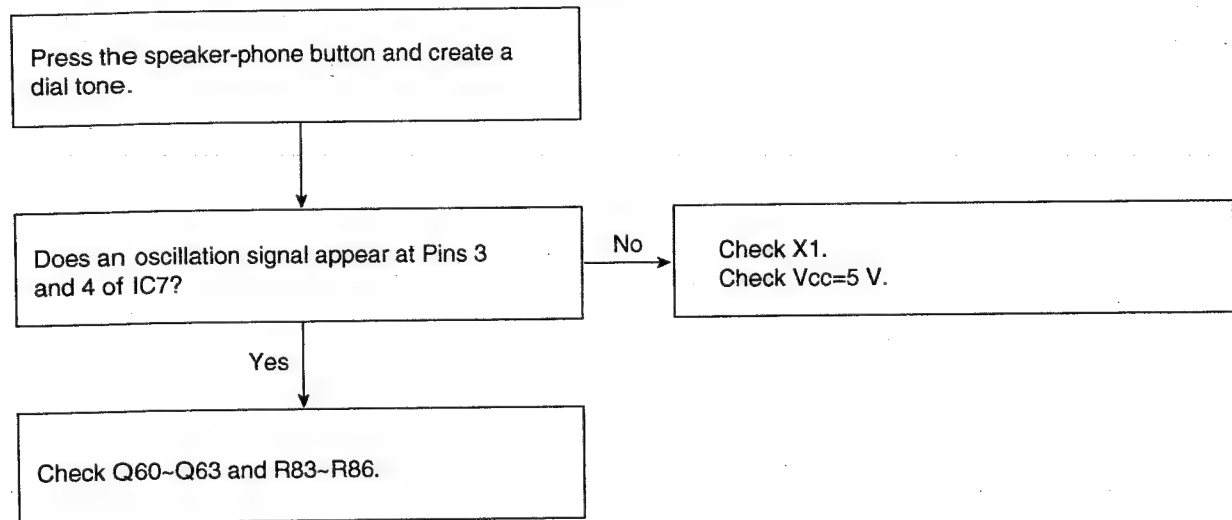 Press the speaker-phone button and create a
dial tone.
Does an oscillation signal appear at Pins 3
and 4 of IC7?
No
Check X1.
Check Vcc=5 V.
Yes
Check Q60~Q63 and R83~R86.